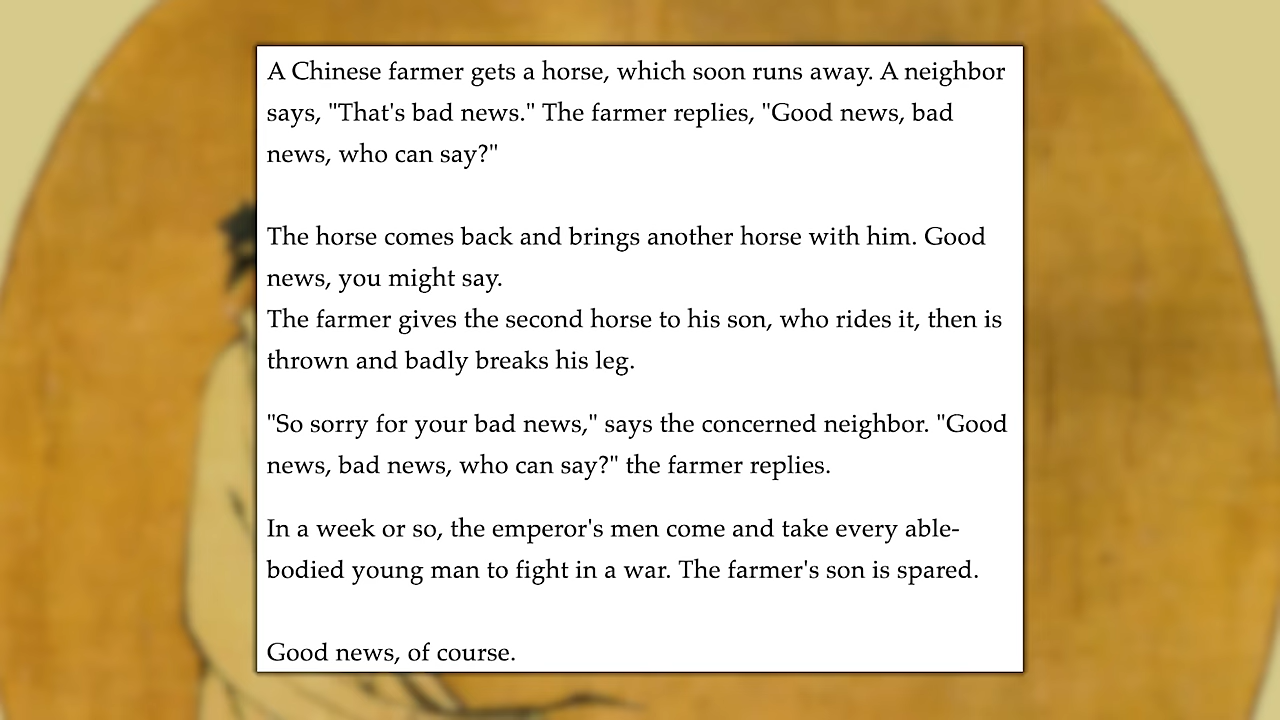 A Chinese farmer gets a horse, which soon runs away. A neighbor
says, "That's bad news." The farmer replies, "Good news, bad
news, who can say?"
The horse comes back and brings another horse with him. Good
news, you might say.
The farmer gives the second horse to his son, who rides it, then is
thrown and badly breaks his leg.
"So sorry for your bad news," says the concerned neighbor. "Good
news, bad news, who can say?" the farmer replies.
In a week or so, the emperor's men come and take every able-
bodied young man to fight in a war. The farmer's son is spared.
Good news, of course.